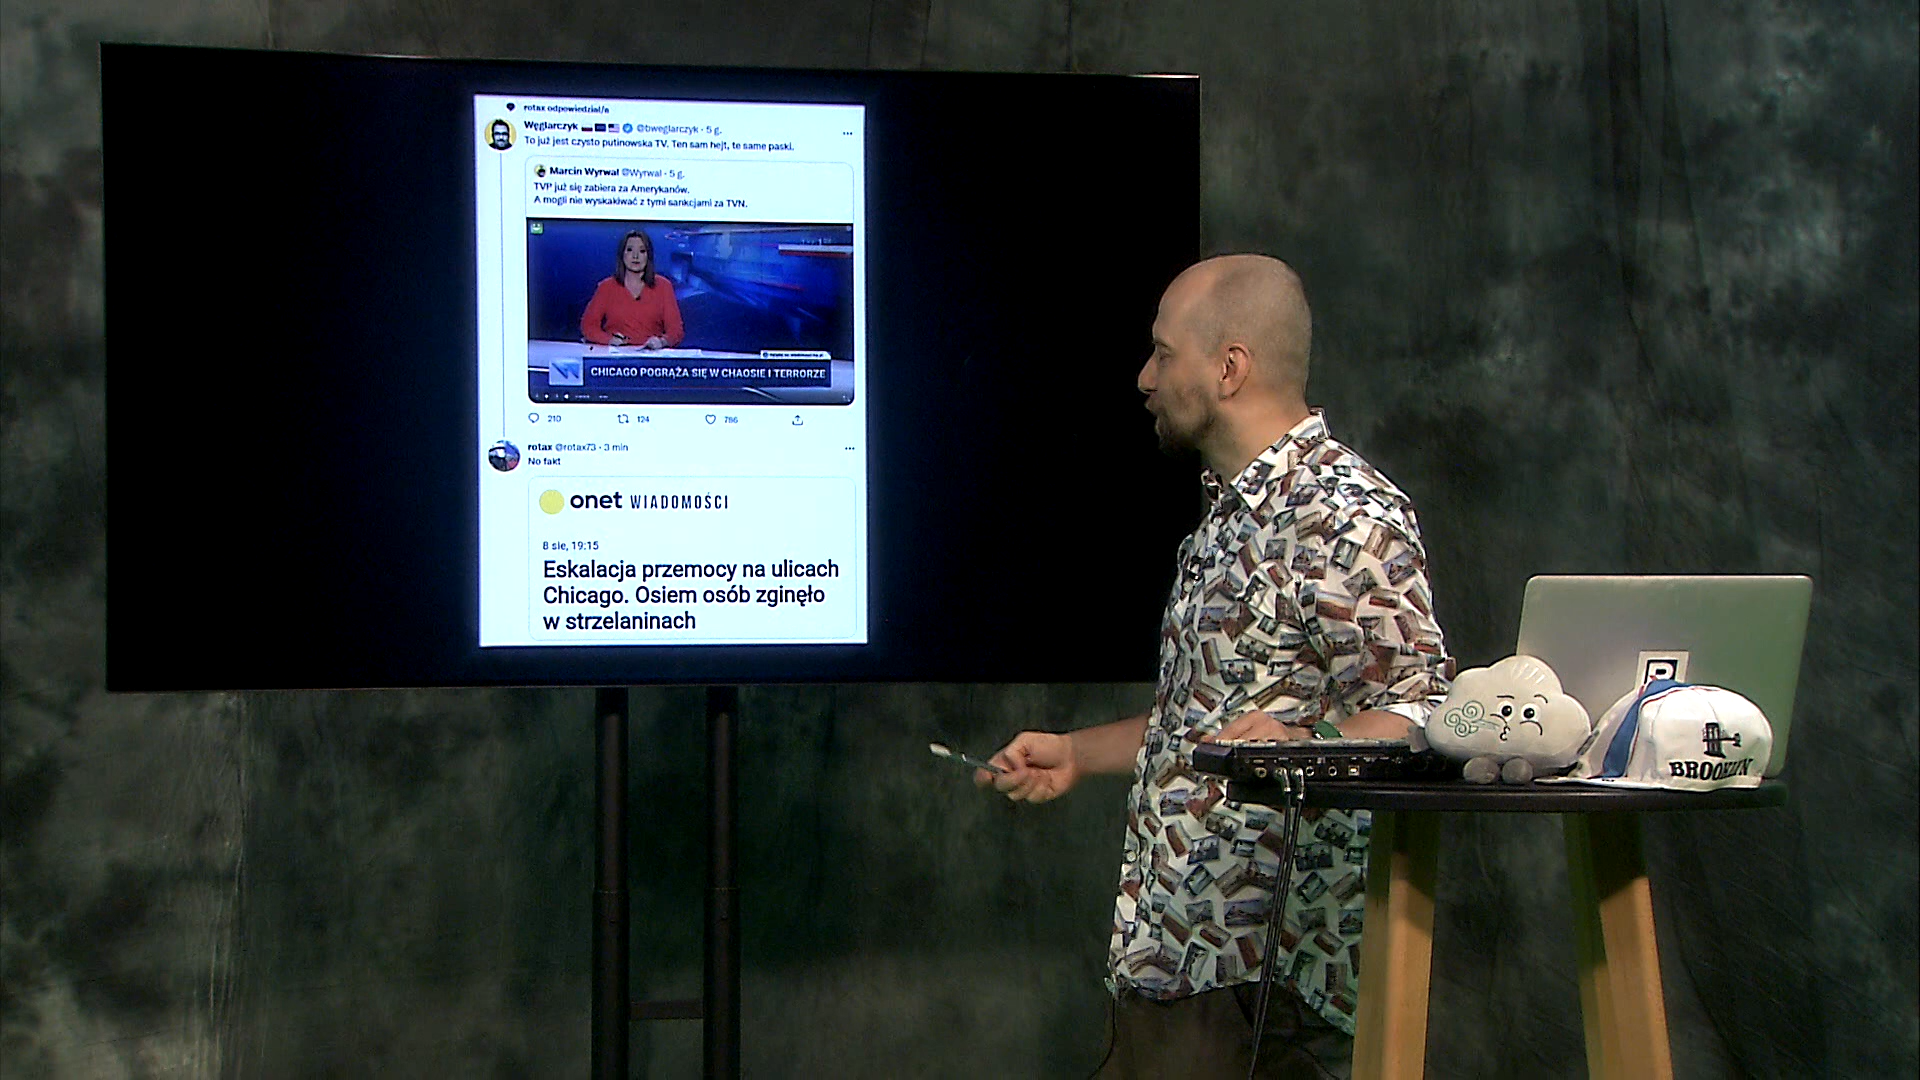 rotax odpowiedział/a
Węglarczyk @bweglarczyk · 5 g.
To już jest czysto putinowska TV. Ten sam hejt, te same paski.
Marcin Wyrwał @Wyrwal · 5 g.
TVP już się zabiera za Amerykanów.
A mogli nie wyskakiwać z tymi sankcjami za TVN.
CHICAGO POGRĄŻA SIĘ W CHAOSIE I TERRORZE
210 124 786
rotax @rotax73 · 3 min
No fakt
onet WIADOMOŚCI
8 sie, 19:15
Eskalacja przemocy na ulicach
Chicago. Osiem osób zginęło
w strzelaninach
BROOKLYN